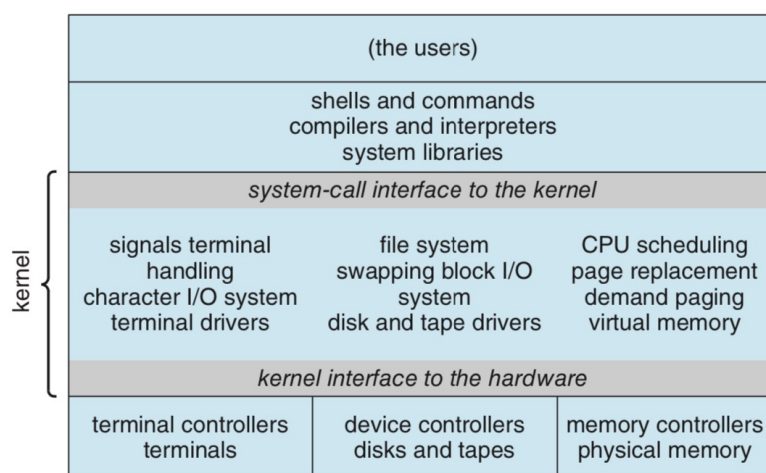 (the users)
shells and commands
compilers and interpreters
system libraries
kernel
system-call interface to the kernel
signals terminal
handling
character I/O system
terminal drivers
file system
swapping block I/O
system
disk and tape drivers
CPU scheduling
page replacement
demand paging
virtual memory
kernel interface to the hardware
terminal controllers
terminals
device controllers
disks and tapes
memory controllers
physical memory